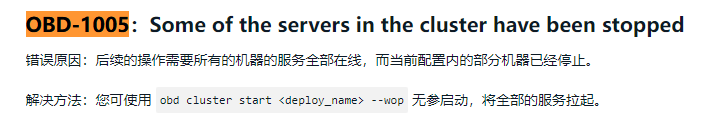 OBD-1005：Some of the servers in the cluster have been stopped
错误原因：后续的操作需要所有的机器的服务全部在线，而当前配置内的部分机器已经停止。
解决方法：您可使用 obd cluster start <deploy_name> --wop 无参启动，将全部的服务拉起。